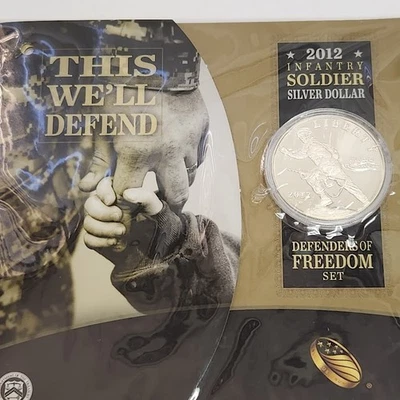 THIS
WE'LL
DEFEND
2012
INFANTRY
SOLDIER
SILVER DOLLAR
LIBERTY
DEFENDERS OF
FREEDOM
SET